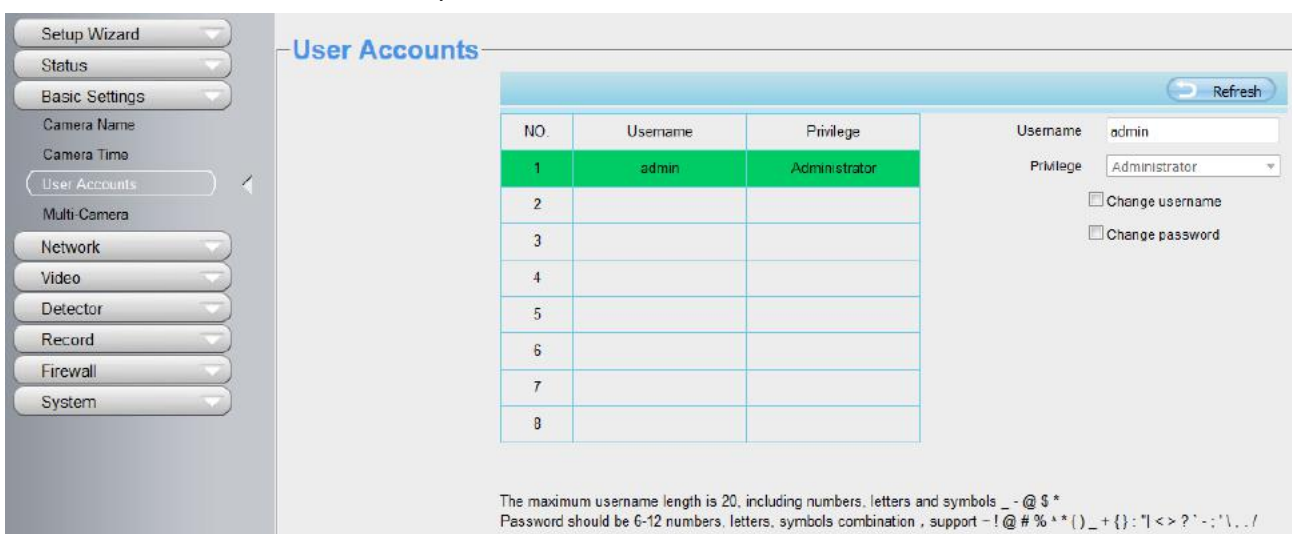 Setup Wizard
Status
Basic Settings
Camera Name
Camera Time
User Accounts
Multi-Camera
Network
Video
Detector
Record
Firewall
System
User Accounts
Refresh
NO. Username Privilege
1 admin Administrator
2
3
4
5
6
7
8
Username admin
Privilege Administrator
Change username
Change password
The maximum username length is 20, including numbers, letters and symbols _ - @ $ *
Password should be 6-12 numbers, letters, symbols combination , support ~ ! @ # % ^ * ( ) _ + { } : "| < > ? ` - ; ' \ , . /